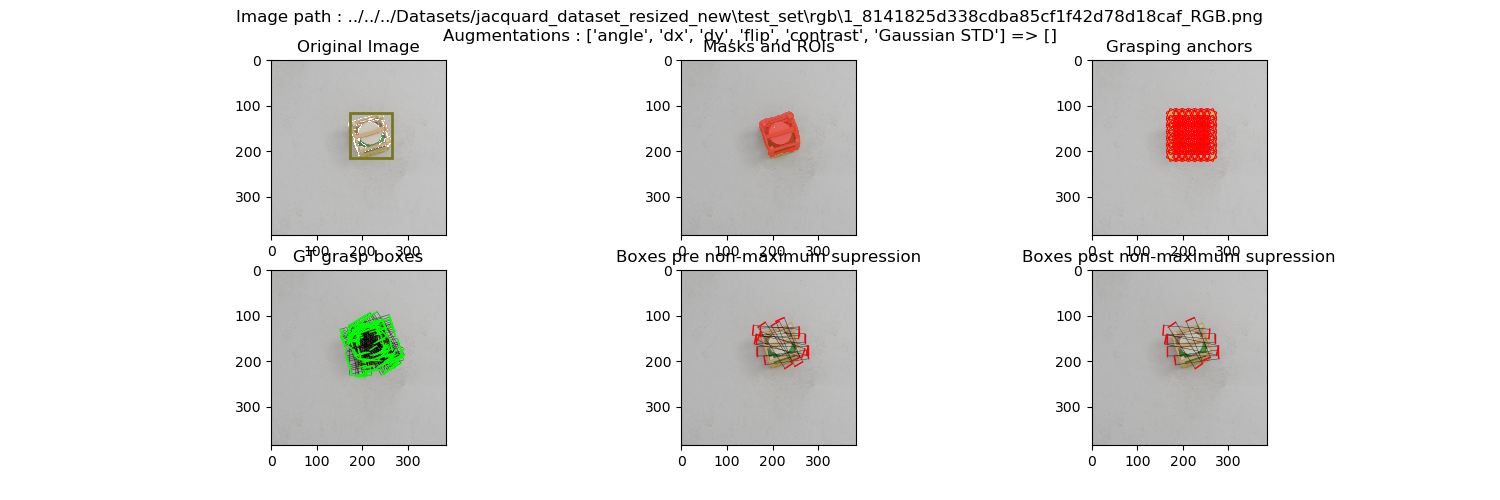 Image path : ../../../Datasets/jacquard_dataset_resized_new\test_set\rgb\1_8141825d338cdba85cf1f42d78d18caf_RGB.png
Augmentations : ['angle', 'dx', 'dy', 'flip', 'contrast', 'Gaussian STD'] => []
Original Image
0
100
200
300
0 100 200 300
Masks and ROIs
0
100
200
300
0 100 200 300
Grasping anchors
0
100
200
300
0 100 200 300
GT grasp boxes
0
100
200
300
0 100 200 300
Boxes pre non-maximum supression
0
100
200
300
0 100 200 300
Boxes post non-maximum supression
0
100
200
300
0 100 200 300